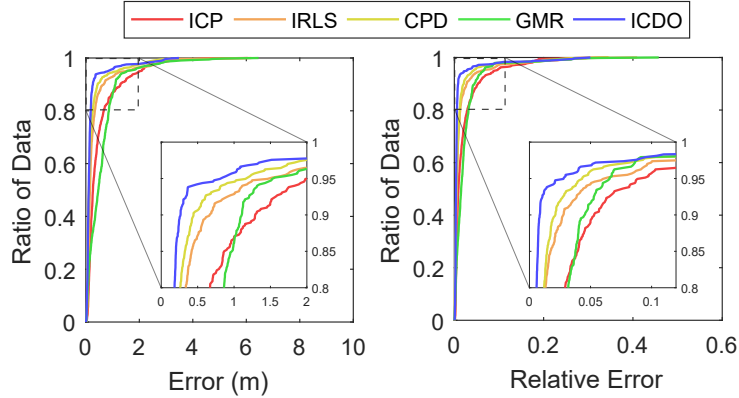 ICP IRLS CPD GMR ICDO
1
0.8
0.6
0.4
0.2
0
Ratio of Data
0 2 4 6 8 10
Error (m)
1
0.95
0.9
0.85
0.8
0 0.5 1 1.5 2
1
0.8
0.6
0.4
0.2
0
Ratio of Data
0 0.2 0.4 0.6
Relative Error
1
0.95
0.9
0.85
0.8
0 0.05 0.1